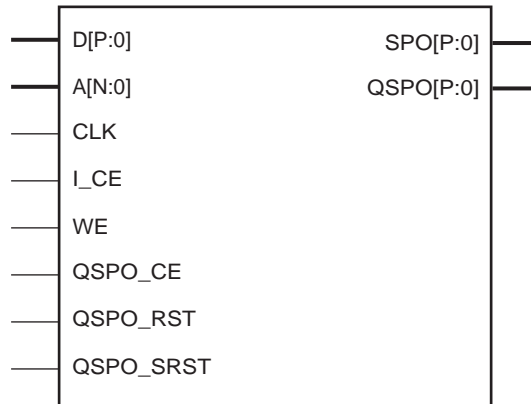 D[P:0]
SPO[P:0]
A[N:0]
QSPO[P:0]
CLK
I_CE
WE
QSPO_CE
QSPO_RST
QSPO_SRST